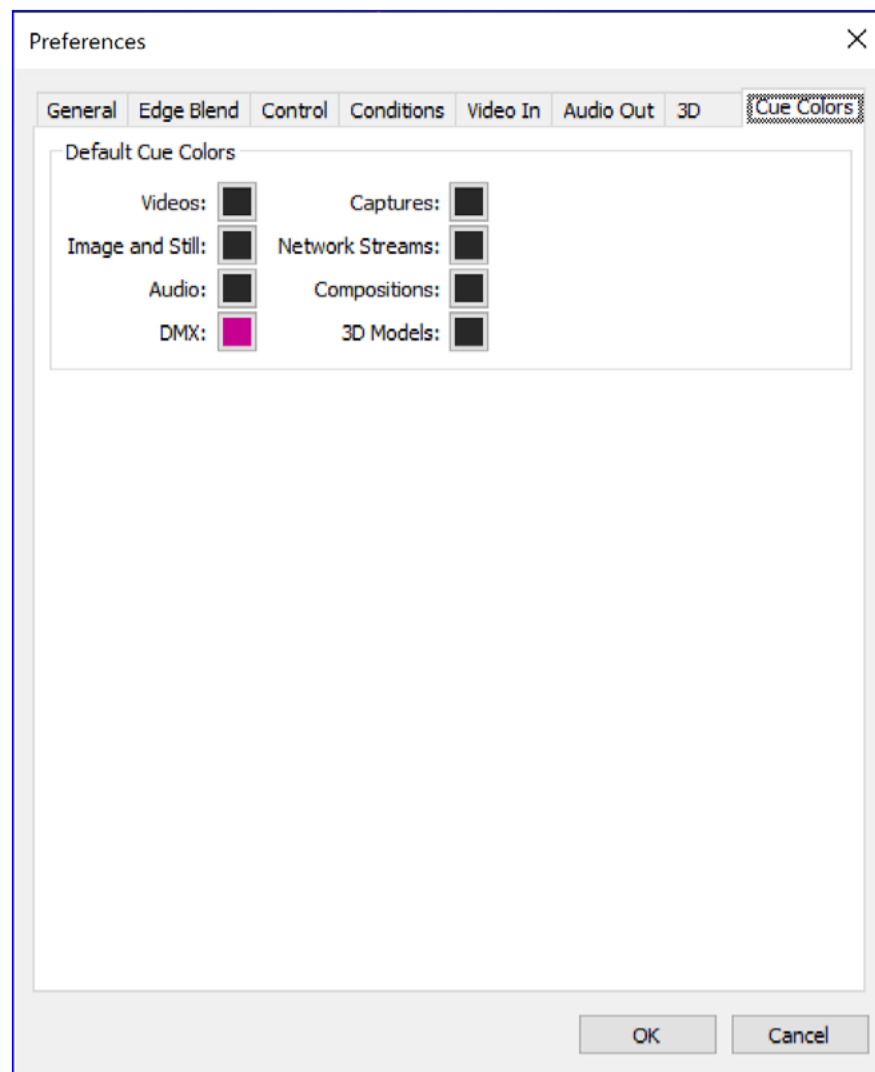 Preferences
General Edge Blend Control Conditions Video In Audio Out 3D Cue Colors
Default Cue Colors
Videos: Captures:
Image and Still: Network Streams:
Audio: Compositions:
DMX: 3D Models:
OK Cancel